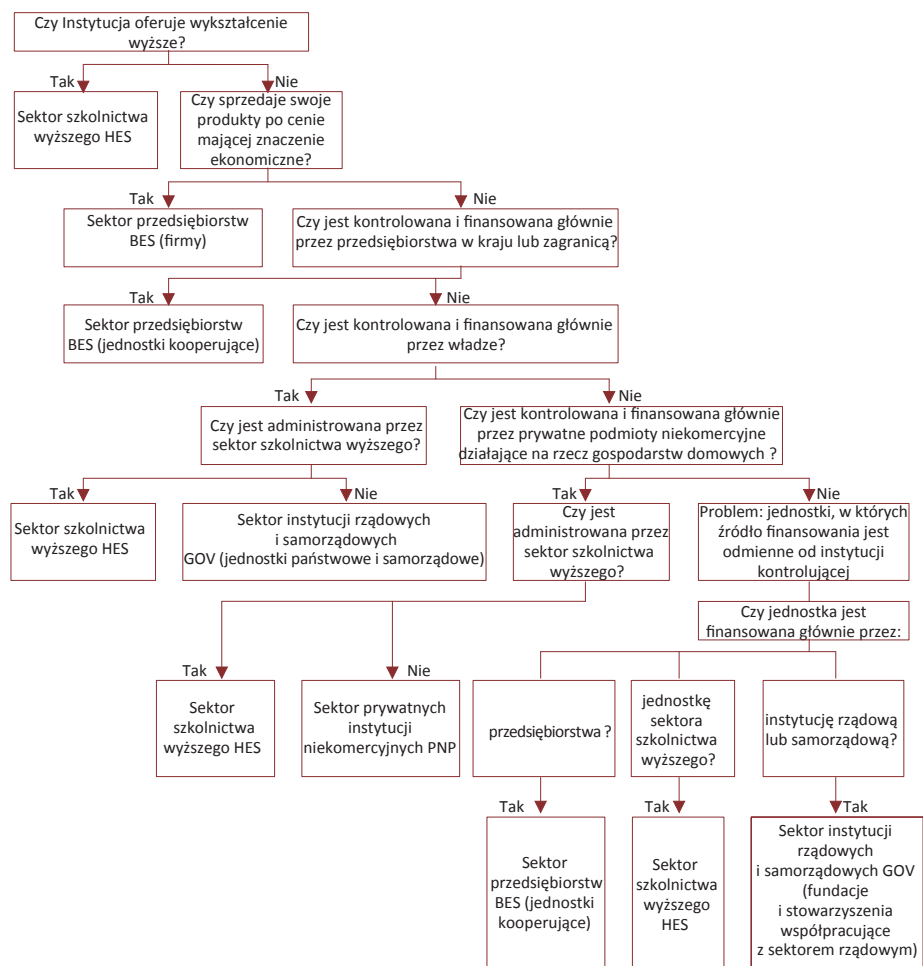 Czy Instytucja oferuje wykształcenie
wyższe?
Tak
Nie
Sektor szkolnictwa
wyższego HES
Czy sprzedaje swoje
produkty po cenie
mającej znaczenie
ekonomiczne?
Tak
Nie
Sektor przedsiębiorstw
BES (firmy)
Czy jest kontrolowana i finansowana głównie
przez przedsiębiorstwa w kraju lub zagranicą?
Tak
Nie
Sektor przedsiębiorstw
BES (jednostki kooperujące)
Czy jest kontrolowana i finansowana głównie
przez władze?
Tak
Nie
Czy jest administrowana przez
sektor szkolnictwa wyższego?
Czy jest kontrolowana i finansowana głównie
przez prywatne podmioty niekomercyjne
działające na rzecz gospodarstw domowych ?
Tak
Nie
Tak
Nie
Sektor szkolnictwa
wyższego HES
Sektor instytucji rządowych
i samorządowych
GOV (jednostki państwowe i samorządowe)
Czy jest
administrowana przez
sektor szkolnictwa
wyższego?
Problem: jednostki, w których
źródło finansowania jest
odmienne od instytucji
kontrolującej
Czy jednostka jest
finansowana głównie przez:
Tak
Nie
Sektor
szkolnictwa
wyższego HES
Sektor prywatnych
instytucji
niekomercyjnych PNP
przedsiębiorstwa ?
jednostkę
sektora
szkolnictwa
wyższego?
instytucję rządową
lub samorządową?
Tak
Tak
Tak
Sektor
przedsiębiorstw
BES (jednostki
kooperujące)
Sektor
szkolnictwa
wyższego
HES
Sektor instytucji
rządowych
i samorządowych GOV
(fundacje
i stowarzyszenia
współpracujące
z sektorem rządowym)